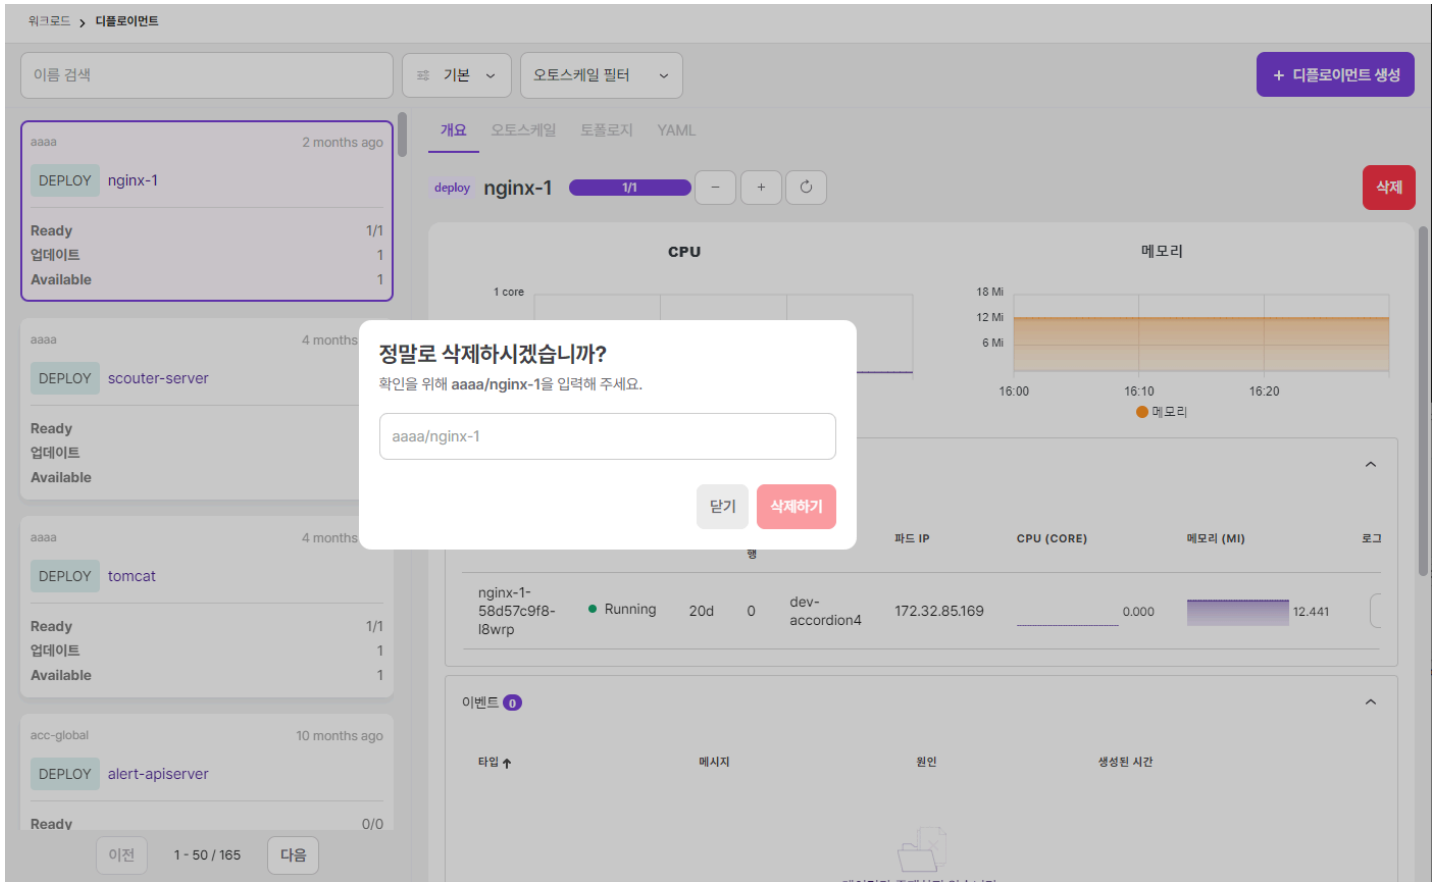 워크로드 > 디플로이먼트
이름 검색
기본
오토스케일 필터
+ 디플로이먼트 생성
aaaa 2 months ago
DEPLOY nginx-1
Ready 1/1
업데이트 1
Available 1
aaaa 4 months
DEPLOY scouter-server
Ready
업데이트
Available
aaaa 4 months
DEPLOY tomcat
Ready 1/1
업데이트 1
Available 1
acc-global 10 months ago
DEPLOY alert-apiserver
Ready 0/0
이전 1 - 50 / 165 다음
개요 오토스케일 토폴로지 YAML
deploy nginx-1 1/1 - +
삭제
CPU
1 core
메모리
18 Mi
12 Mi
6 Mi
16:00 16:10 16:20
메모리
정말로 삭제하시겠습니까?
확인을 위해 aaaa/nginx-1을 입력해 주세요.
aaaa/nginx-1
닫기 삭제하기
행 파드 IP CPU (CORE) 메모리 (MI) 로그
nginx-1-
58d57c9f8-
l8wrp
Running 20d 0
dev-
accordion4
172.32.85.169 0.000 12.441
이벤트 0
타입 메시지 원인 생성된 시간